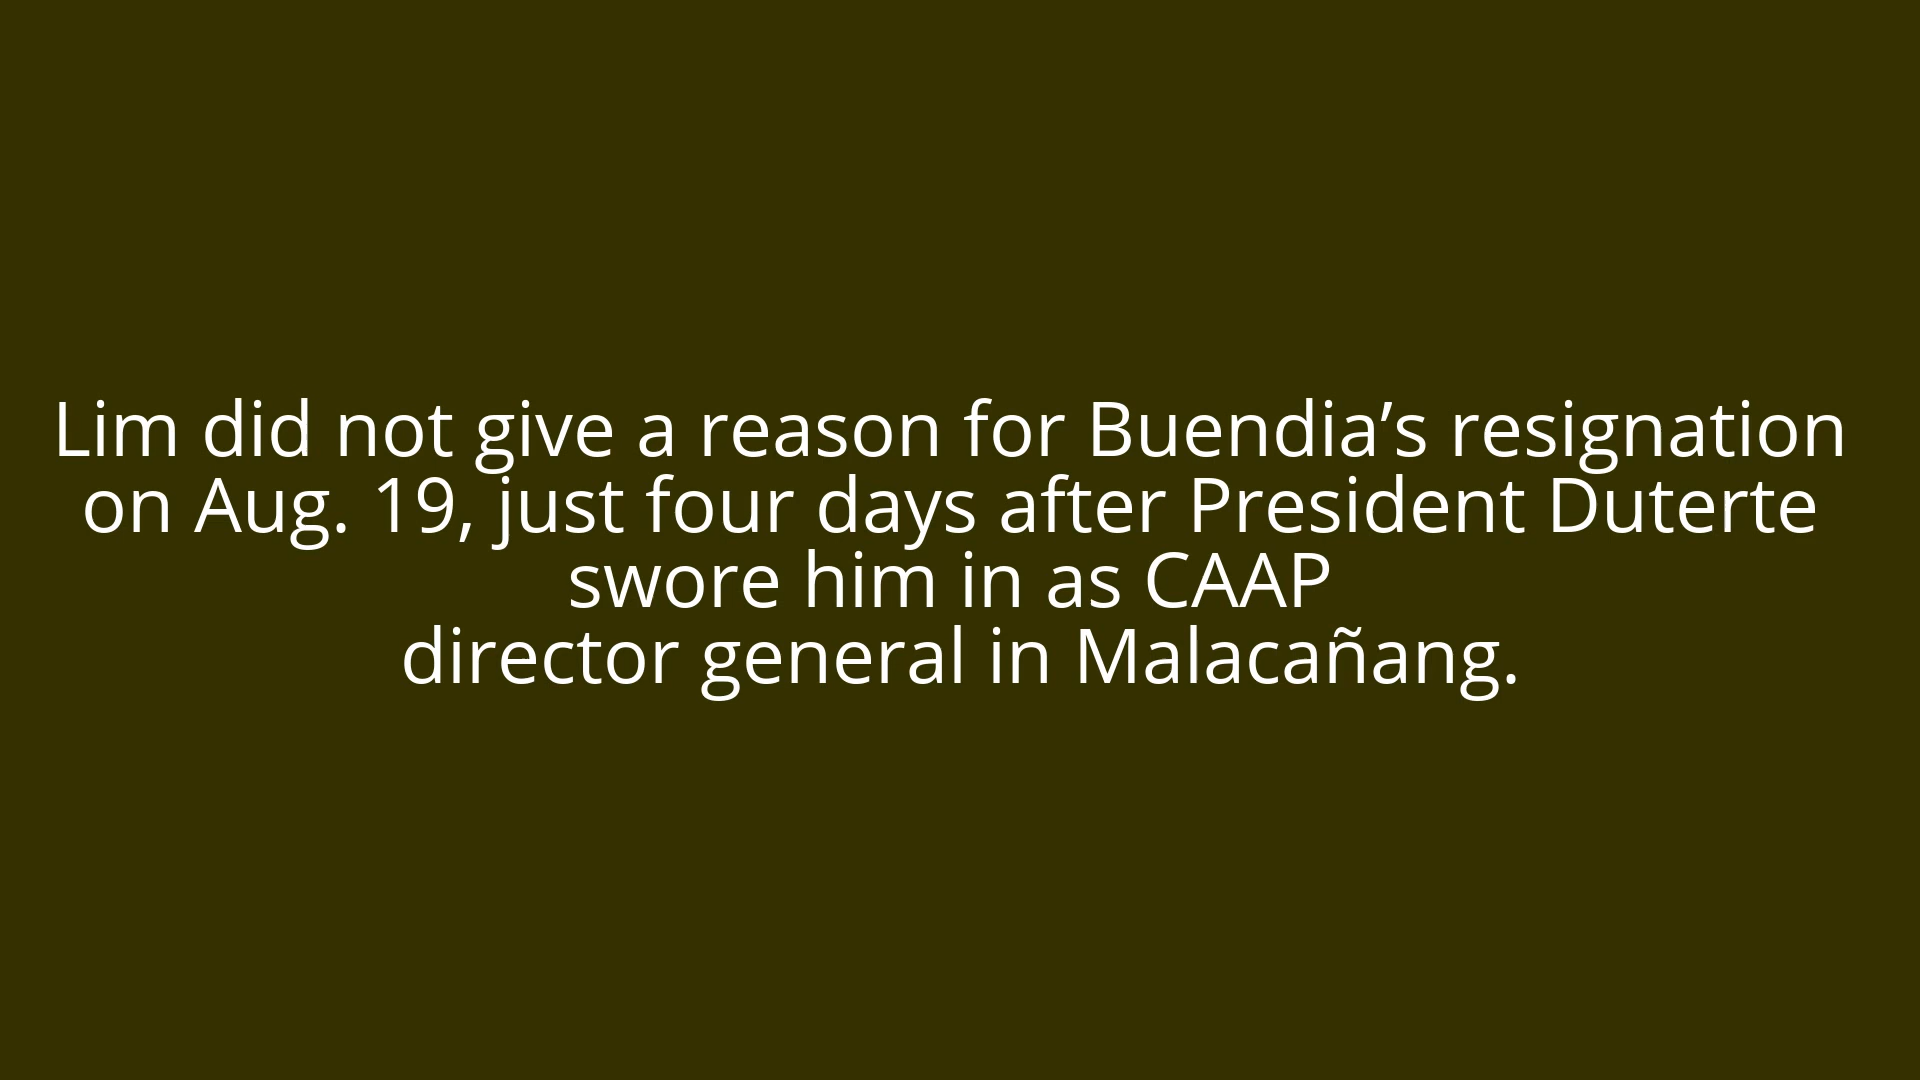 Lim did not give a reason for Buendia’s resignation
on Aug. 19, just four days after President Duterte
swore him in as CAAP
director general in Malacañang.